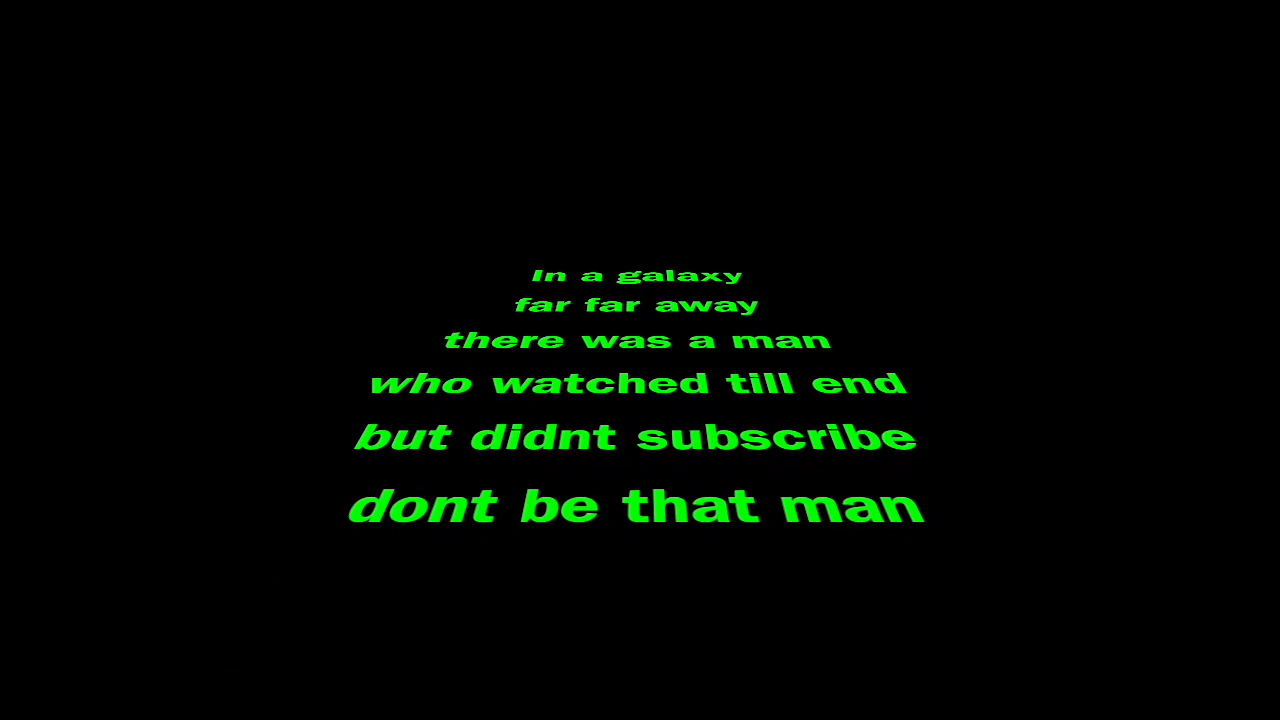 In a galaxy
far far away
there was a man
who watched till end
but didnt subscribe
dont be that man